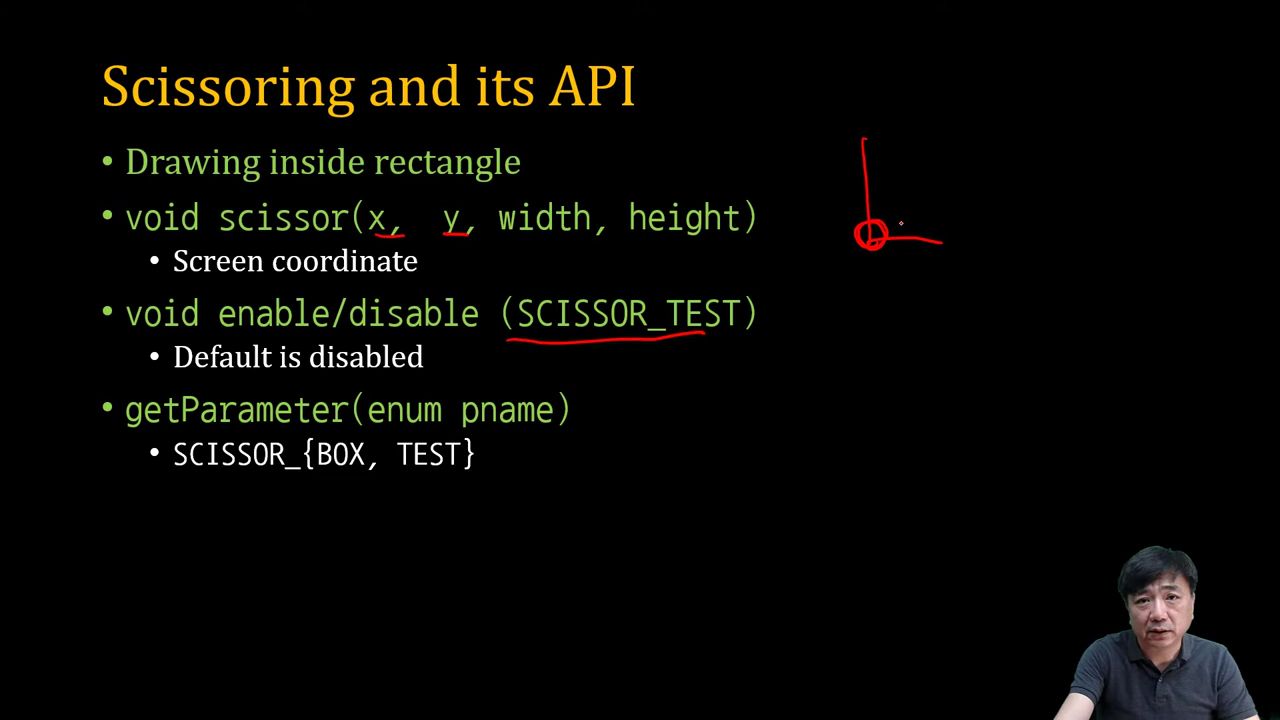 Scissoring and its API
• Drawing inside rectangle
• void scissor(x, y, width, height)
• Screen coordinate
• void enable/disable (SCISSOR_TEST)
• Default is disabled
• getParameter(enum pname)
• SCISSOR_{BOX, TEST}